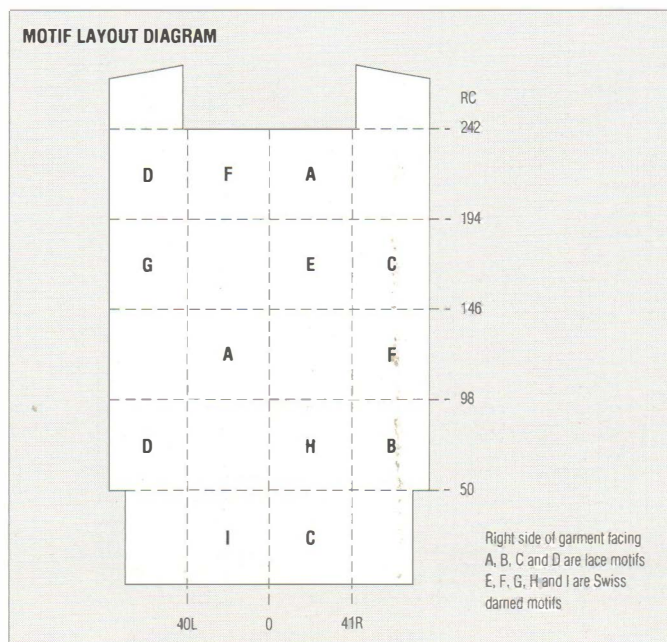 MOTIF LAYOUT DIAGRAM
RC
242
D F A
194
G E C
146
A F
98
D H B
50
I C
Right side of garment facing
A, B, C and D are lace motifs
E, F, G, H and I are Swiss
darned motifs
40L 0 41R